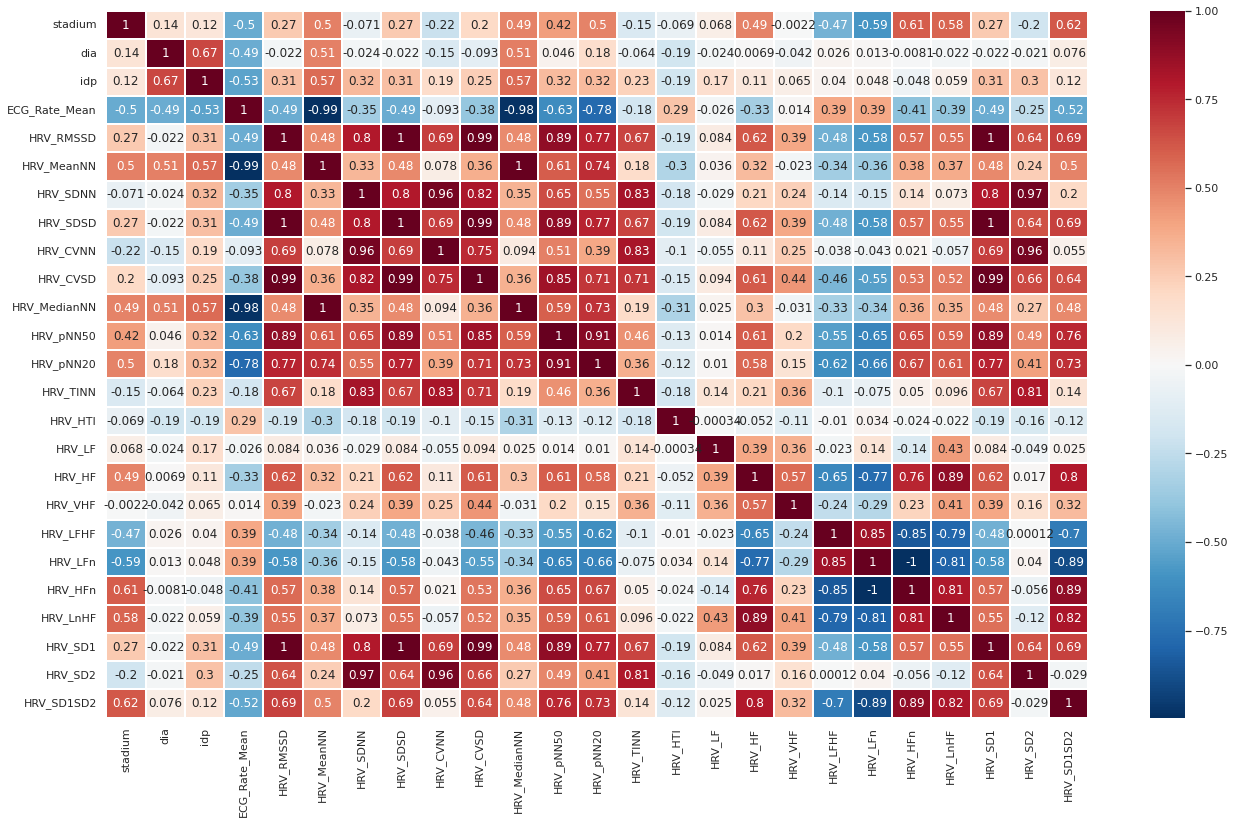 stadium 1 0.14 0.12 -0.5 0.27 0.5 -0.071 0.27 -0.22 0.2 0.49 0.42 0.5 -0.15 -0.069 0.068 0.49 -0.0022 -0.47 -0.59 0.61 0.58 0.27 -0.2 0.62
dia 0.14 1 0.67 -0.49 -0.022 0.51 -0.024 -0.022 -0.15 -0.093 0.51 0.046 0.18 -0.064 -0.19 -0.024 0.0069 -0.042 0.026 0.013 -0.0081 -0.022 -0.022 -0.021 0.076
idp 0.12 0.67 1 -0.53 0.31 0.57 0.32 0.31 0.19 0.25 0.57 0.32 0.32 0.23 -0.19 0.17 0.11 0.065 0.04 0.048 -0.048 0.059 0.31 0.3 0.12
ECG_Rate_Mean -0.5 -0.49 -0.53 1 -0.49 -0.99 -0.35 -0.49 -0.093 -0.38 -0.98 -0.63 -0.78 -0.18 0.29 -0.026 -0.33 0.014 0.39 0.39 -0.41 -0.39 -0.49 -0.25 -0.52
HRV_RMSSD 0.27 -0.022 0.31 -0.49 1 0.48 0.8 1 0.69 0.99 0.48 0.89 0.77 0.67 -0.19 0.084 0.62 0.39 -0.48 -0.58 0.57 0.55 1 0.64 0.69
HRV_MeanNN 0.5 0.51 0.57 -0.99 0.48 1 0.33 0.48 0.078 0.36 1 0.61 0.74 0.18 -0.3 0.036 0.32 -0.023 -0.34 -0.36 0.38 0.37 0.48 0.24 0.5
HRV_SDNN -0.071 -0.024 0.32 -0.35 0.8 0.33 1 0.8 0.96 0.82 0.35 0.65 0.55 0.83 -0.18 -0.029 0.21 0.24 -0.14 -0.15 0.14 0.073 0.8 0.97 0.2
HRV_SDSD 0.27 -0.022 0.31 -0.49 1 0.48 0.8 1 0.69 0.99 0.48 0.89 0.77 0.67 -0.19 0.084 0.62 0.39 -0.48 -0.58 0.57 0.55 1 0.64 0.69
HRV_CVNN -0.22 -0.15 0.19 -0.093 0.69 0.078 0.96 0.69 1 0.75 0.094 0.51 0.39 0.83 -0.1 -0.055 0.11 0.25 -0.038 -0.043 0.021 -0.057 0.69 0.96 0.055
HRV_CVSD 0.2 -0.093 0.25 -0.38 0.99 0.36 0.82 0.99 0.75 1 0.36 0.85 0.71 0.71 -0.15 0.094 0.61 0.44 -0.46 -0.55 0.53 0.52 0.99 0.66 0.64
HRV_MedianNN 0.49 0.51 0.57 -0.98 0.48 1 0.35 0.48 0.094 0.36 1 0.59 0.73 0.19 -0.31 0.025 0.3 -0.031 -0.33 -0.34 0.36 0.35 0.48 0.27 0.48
HRV_pNN50 0.42 0.046 0.32 -0.63 0.89 0.61 0.65 0.89 0.51 0.85 0.59 1 0.91 0.46 -0.13 0.014 0.61 0.2 -0.55 -0.65 0.65 0.59 0.89 0.49 0.76
HRV_pNN20 0.5 0.18 0.32 -0.78 0.77 0.74 0.55 0.77 0.39 0.71 0.73 0.91 1 0.36 -0.12 0.01 0.58 0.15 -0.62 -0.66 0.67 0.61 0.77 0.41 0.73
HRV_TINN -0.15 -0.064 0.23 -0.18 0.67 0.18 0.83 0.67 0.83 0.71 0.19 0.46 0.36 1 -0.18 0.14 0.21 0.36 -0.1 -0.075 0.05 0.096 0.67 0.81 0.14
HRV_HTI -0.069 -0.19 -0.19 0.29 -0.19 -0.3 -0.18 -0.19 -0.1 -0.15 -0.31 -0.13 -0.12 -0.18 1 -0.00034 -0.052 -0.11 -0.01 0.034 -0.024 -0.022 -0.19 -0.16 -0.12
HRV_LF 0.068 -0.024 0.17 -0.026 0.084 0.036 -0.029 0.084 -0.055 0.094 0.025 0.014 0.01 0.14 -0.00034 1 0.39 0.36 -0.023 0.14 -0.14 0.43 0.084 -0.049 0.025
HRV_HF 0.49 0.0069 0.11 -0.33 0.62 0.32 0.21 0.62 0.11 0.61 0.3 0.61 0.58 0.21 -0.052 0.39 1 0.57 -0.65 -0.77 0.76 0.89 0.62 0.017 0.8
HRV_VHF -0.0022 -0.042 0.065 0.014 0.39 -0.023 0.24 0.39 0.25 0.44 -0.031 0.2 0.15 0.36 -0.11 0.36 0.57 1 -0.24 -0.29 0.23 0.41 0.39 0.16 0.32
HRV_LFHF -0.47 0.026 0.04 0.39 -0.48 -0.34 -0.14 -0.48 -0.038 -0.46 -0.33 -0.55 -0.62 -0.1 -0.01 -0.023 -0.65 -0.24 1 0.85 -0.85 -0.79 -0.48 0.00012 -0.7
HRV_LFn -0.59 0.013 0.048 0.39 -0.58 -0.36 -0.15 -0.58 -0.043 -0.55 -0.34 -0.65 -0.66 -0.075 0.034 0.14 -0.77 -0.29 0.85 1 -1 -0.81 -0.58 0.04 -0.89
HRV_HFn 0.61 -0.0081 -0.048 -0.41 0.57 0.38 0.14 0.57 0.021 0.53 0.36 0.65 0.67 0.05 -0.024 -0.14 0.76 0.23 -0.85 -1 1 0.81 0.57 -0.056 0.89
HRV_LnHF 0.58 -0.022 0.059 -0.39 0.55 0.37 0.073 0.55 -0.057 0.52 0.35 0.59 0.61 0.096 -0.022 0.43 0.89 0.41 -0.79 -0.81 0.81 1 0.55 -0.12 0.82
HRV_SD1 0.27 -0.022 0.31 -0.49 1 0.48 0.8 1 0.69 0.99 0.48 0.89 0.77 0.67 -0.19 0.084 0.62 0.39 -0.48 -0.58 0.57 0.55 1 0.64 0.69
HRV_SD2 -0.2 -0.021 0.3 -0.25 0.64 0.24 0.97 0.64 0.96 0.66 0.27 0.49 0.41 0.81 -0.16 -0.049 0.017 0.16 0.00012 0.04 -0.056 -0.12 0.64 1 -0.029
HRV_SD1SD2 0.62 0.076 0.12 -0.52 0.69 0.5 0.2 0.69 0.055 0.64 0.48 0.76 0.73 0.14 -0.12 0.025 0.8 0.32 -0.7 -0.89 0.89 0.82 0.69 -0.029 1
stadium
dia
idp
ECG_Rate_Mean
HRV_RMSSD
HRV_MeanNN
HRV_SDNN
HRV_SDSD
HRV_CVNN
HRV_CVSD
HRV_MedianNN
HRV_pNN50
HRV_pNN20
HRV_TINN
HRV_HTI
HRV_LF
HRV_HF
HRV_VHF
HRV_LFHF
HRV_LFn
HRV_HFn
HRV_LnHF
HRV_SD1
HRV_SD2
HRV_SD1SD2
1.00
0.75
0.50
0.25
0.00
-0.25
-0.50
-0.75